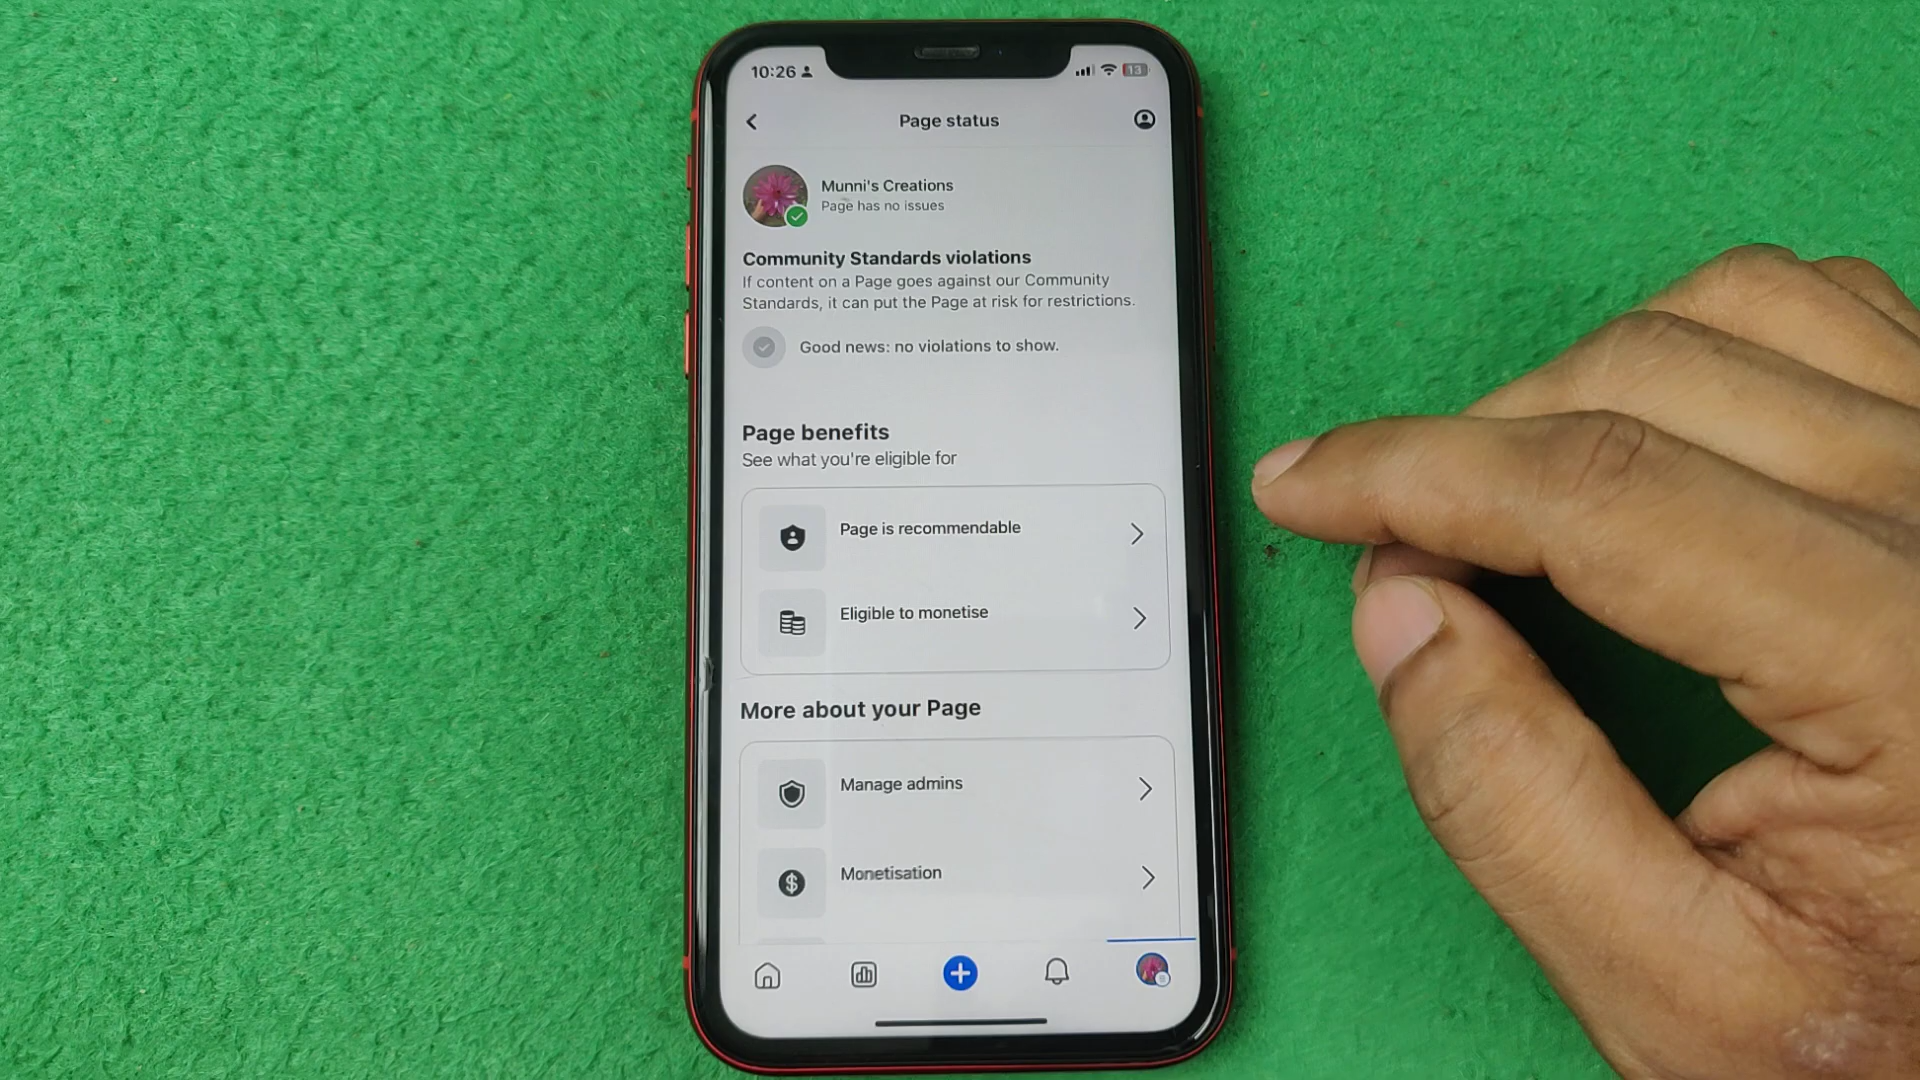 10:26
13
Page status
Munni's Creations
Page has no issues
Community Standards violations
If content on a Page goes against our Community
Standards, it can put the Page at risk for restrictions.
Good news: no violations to show.
Page benefits
See what you're eligible for
Page is recommendable
Eligible to monetise
More about your Page
Manage admins
Monetisation